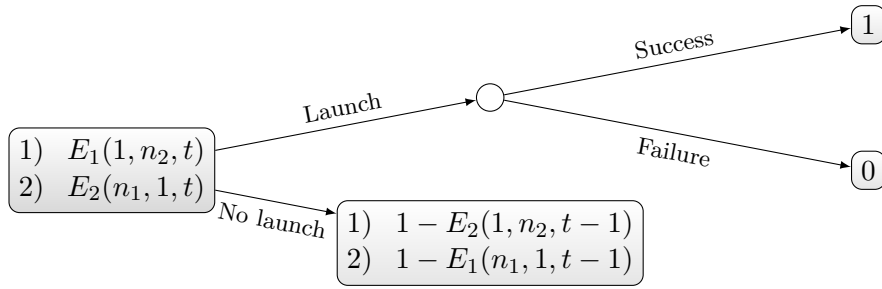 Success
1
Launch
1) $E_1(1, n_2, t)$
2) $E_2(n_1, 1, t)$
Failure
0
No launch
1) $1 - E_2(1, n_2, t - 1)$
2) $1 - E_1(n_1, 1, t - 1)$